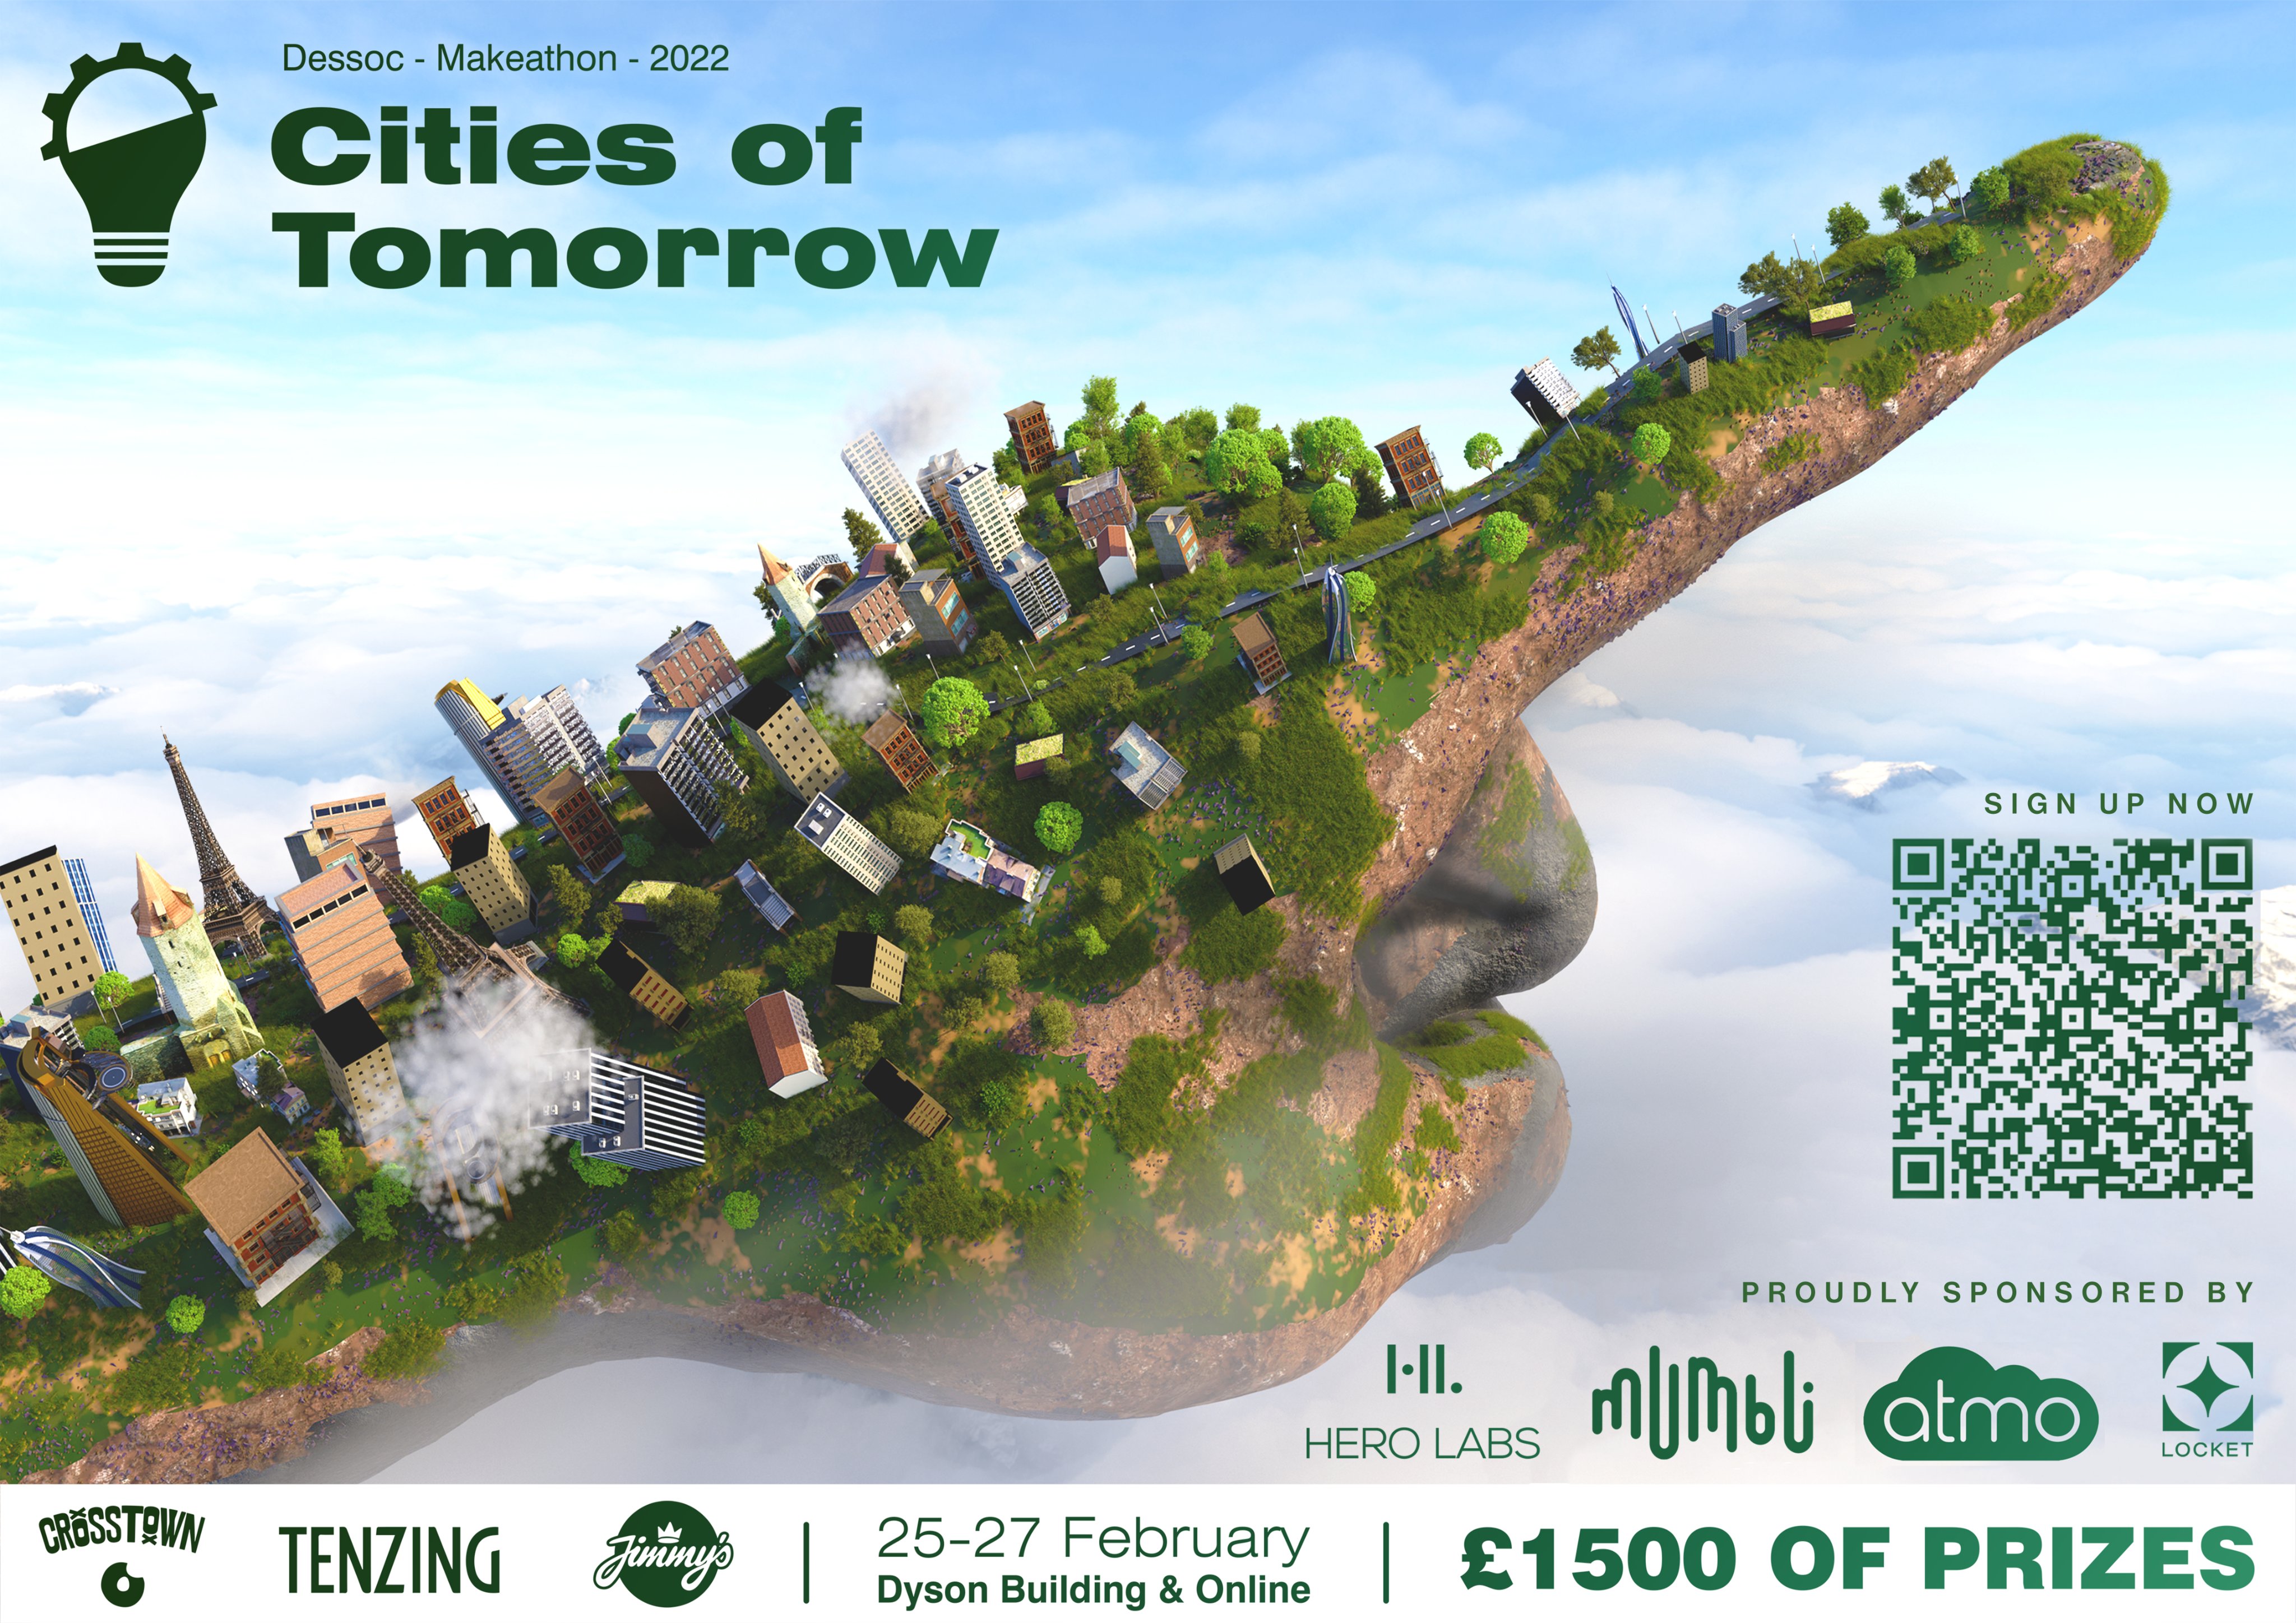 Dessoc - Makeathon - 2022
Cities of
Tomorrow
SIGN UP NOW
PROUDLY SPONSORED BY
HERO LABS
mumbli
atmo
LOCKET
CROSSTOWN
TENZING
Jimmy's
25-27 February
Dyson Building & Online
£1500 OF PRIZES